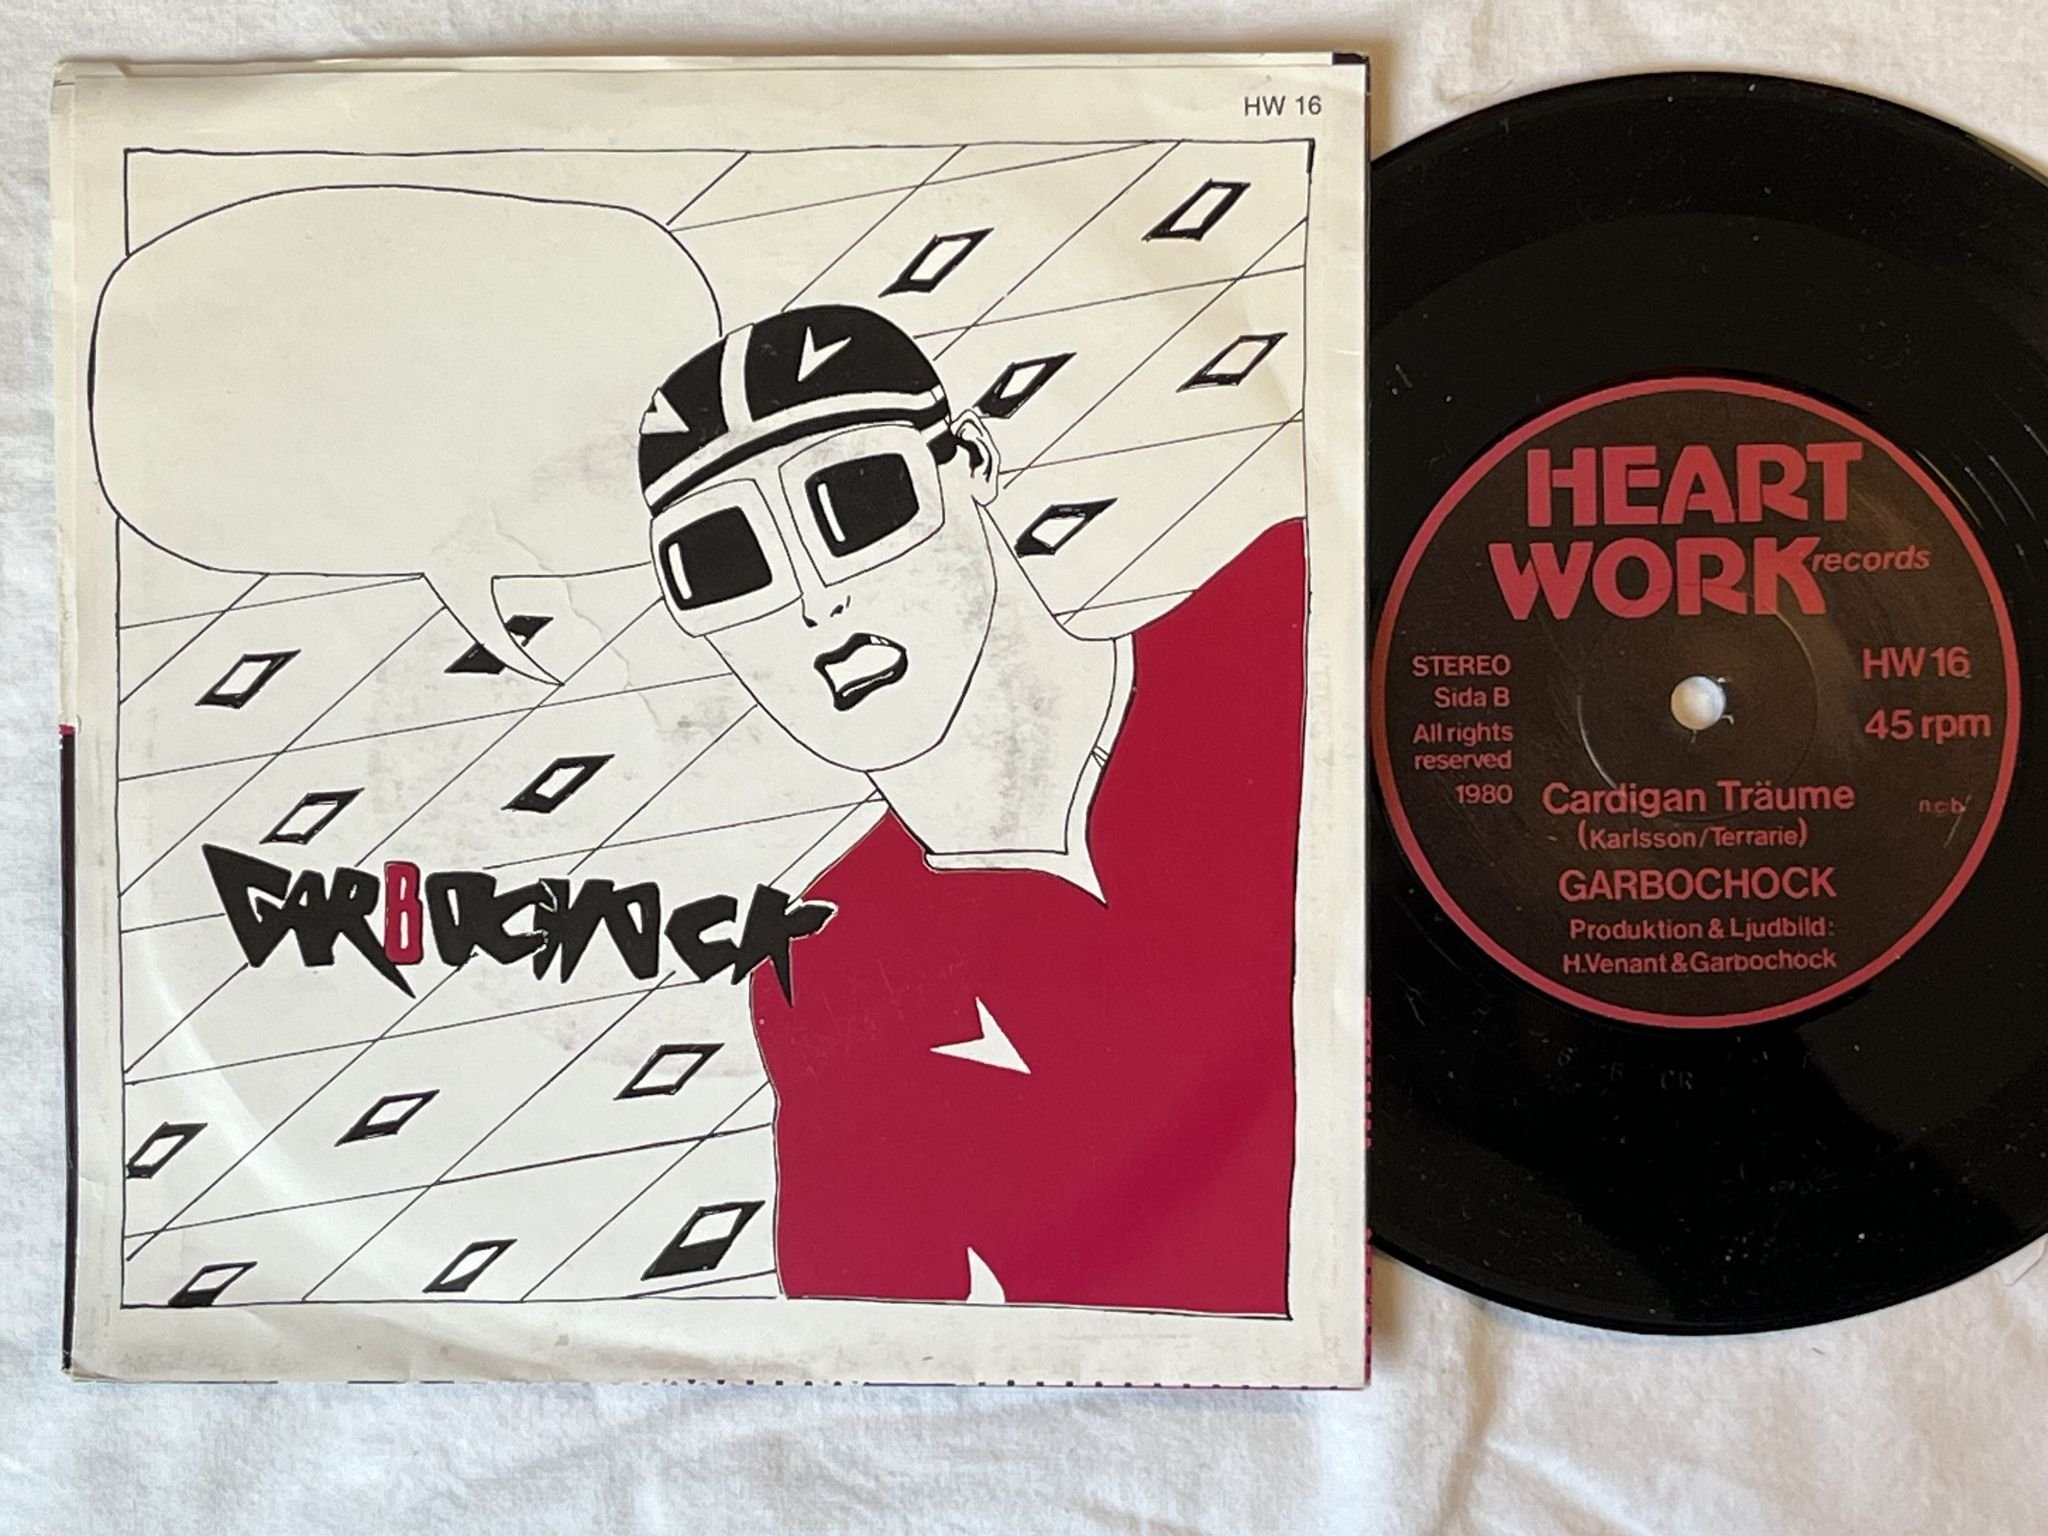 HW 16
GARBOCHOCK
HEART
WORK records
STEREO
Sida B
All rights
reserved
1980
HW 16
45 rpm
Cardigan Träume
n.c.b.
(Karlsson/Terrarie)
GARBOCHOCK
Produktion & Ljudbild:
H.Venant & Garbochock